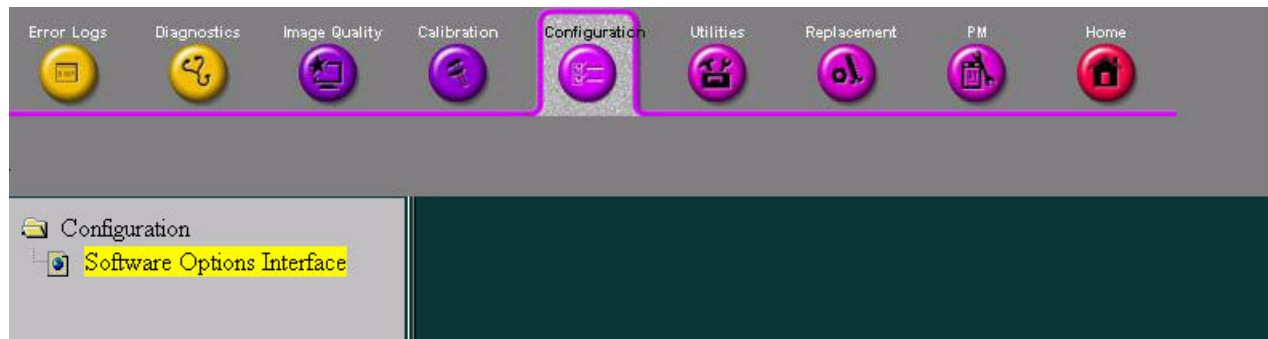 Error Logs Diagnostics Image Quality Calibration Configuration Utilities Replacement PM Home
Configuration
Software Options Interface